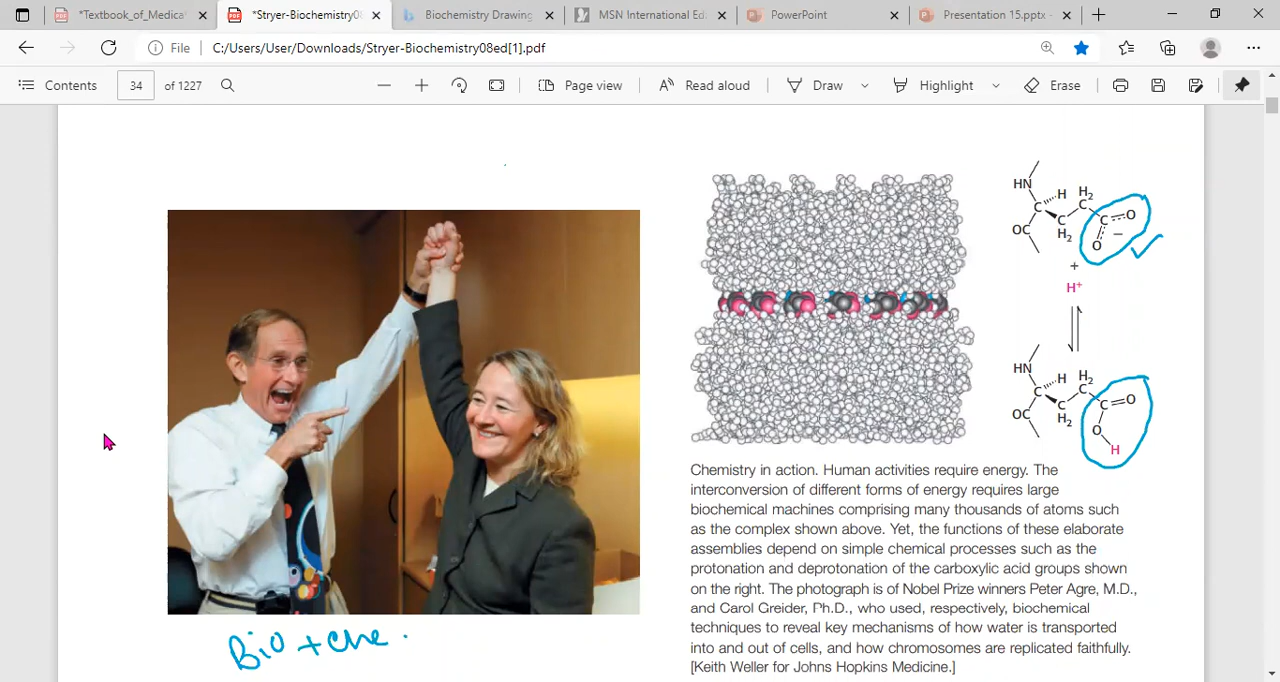 *Textbook_of_Medica
*Stryer-Biochemistry08
Biochemistry Drawing
MSN International Ed
PowerPoint
Presentation 15.pptx -
File
C:/Users/User/Downloads/Stryer-Biochemistry08ed[1].pdf
Contents
34
of 1227
Page view
Read aloud
Draw
Highlight
Erase
HN
H
H2
C
C
C
O
OC
C
H2
O
−
+
H+
HN
H
H2
C
C
C
O
OC
C
H2
O
H
Chemistry in action. Human activities require energy. The
interconversion of different forms of energy requires large
biochemical machines comprising many thousands of atoms such
as the complex shown above. Yet, the functions of these elaborate
assemblies depend on simple chemical processes such as the
protonation and deprotonation of the carboxylic acid groups shown
on the right. The photograph is of Nobel Prize winners Peter Agre, M.D.,
and Carol Greider, Ph.D., who used, respectively, biochemical
techniques to reveal key mechanisms of how water is transported
into and out of cells, and how chromosomes are replicated faithfully.
[Keith Weller for Johns Hopkins Medicine.]
Bio + che .